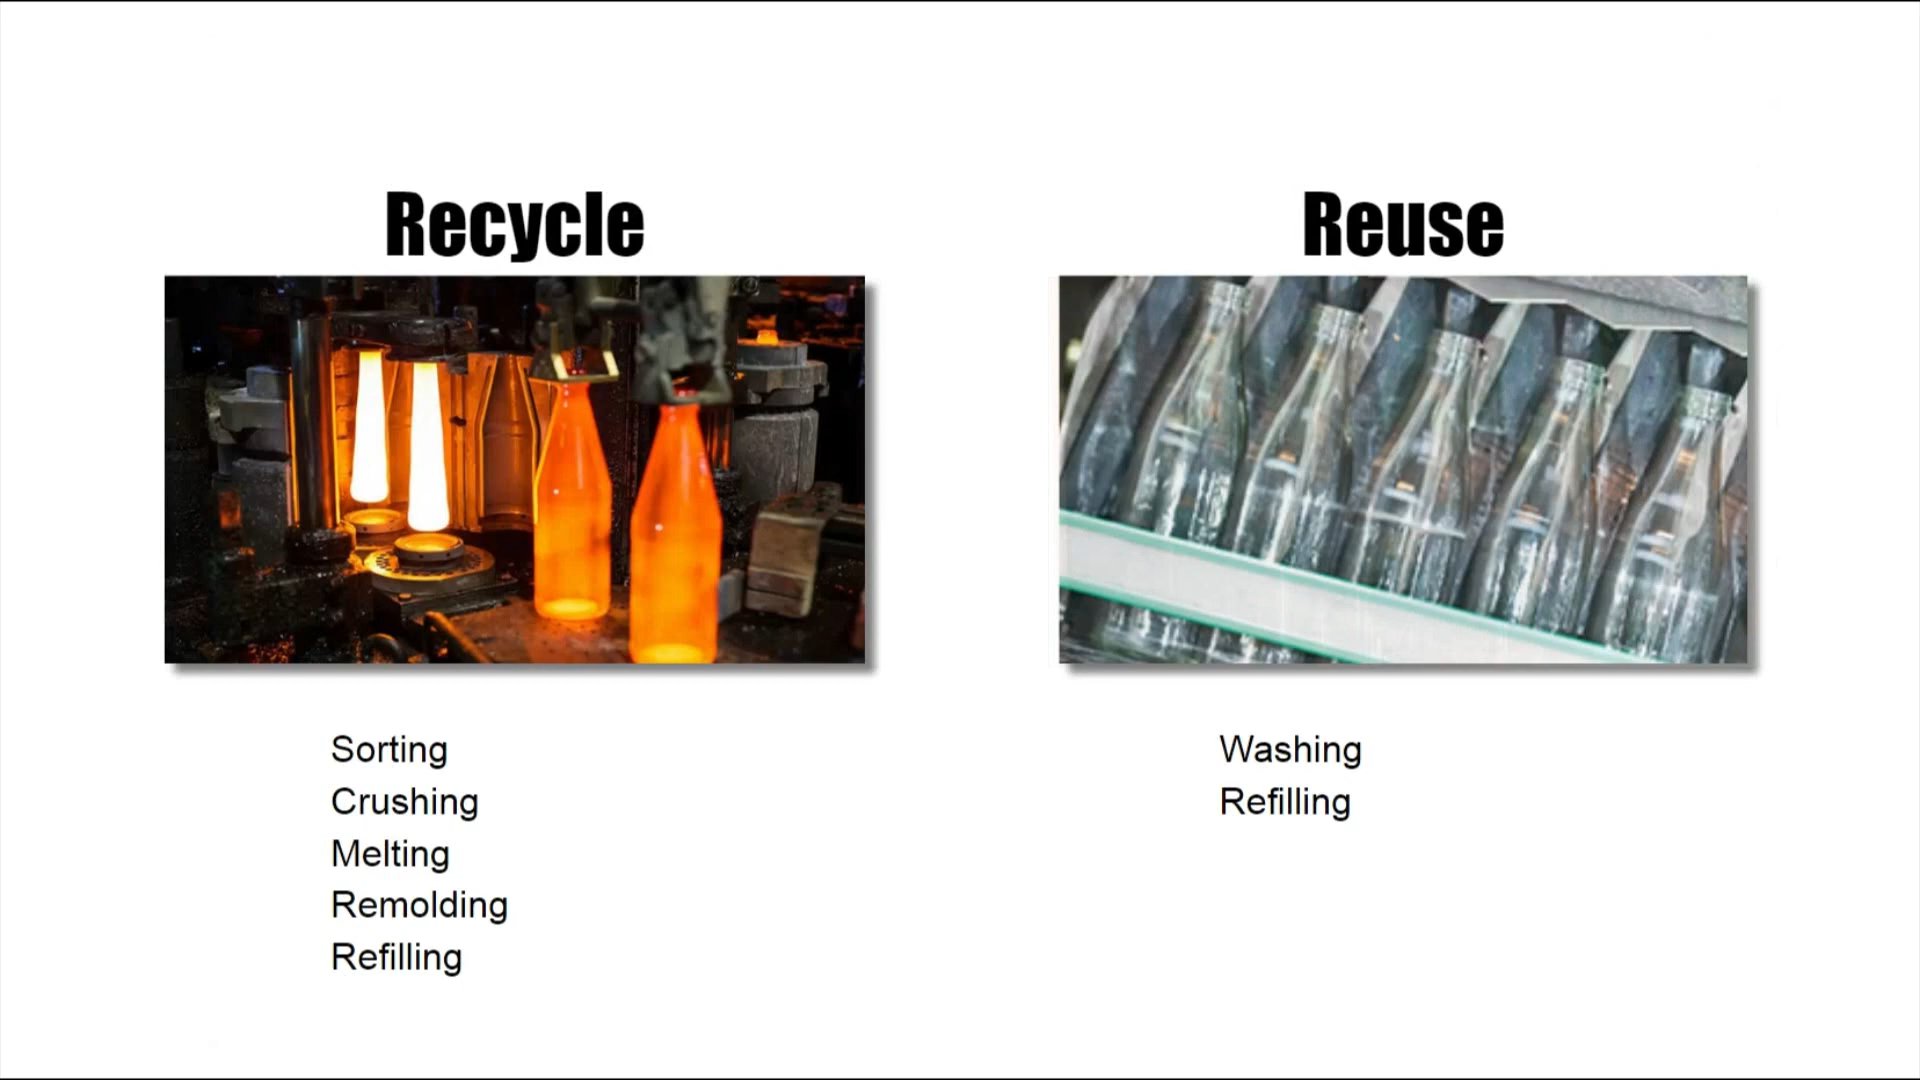 Recycle
Sorting
Crushing
Melting
Remolding
Refilling
Reuse
Washing
Refilling